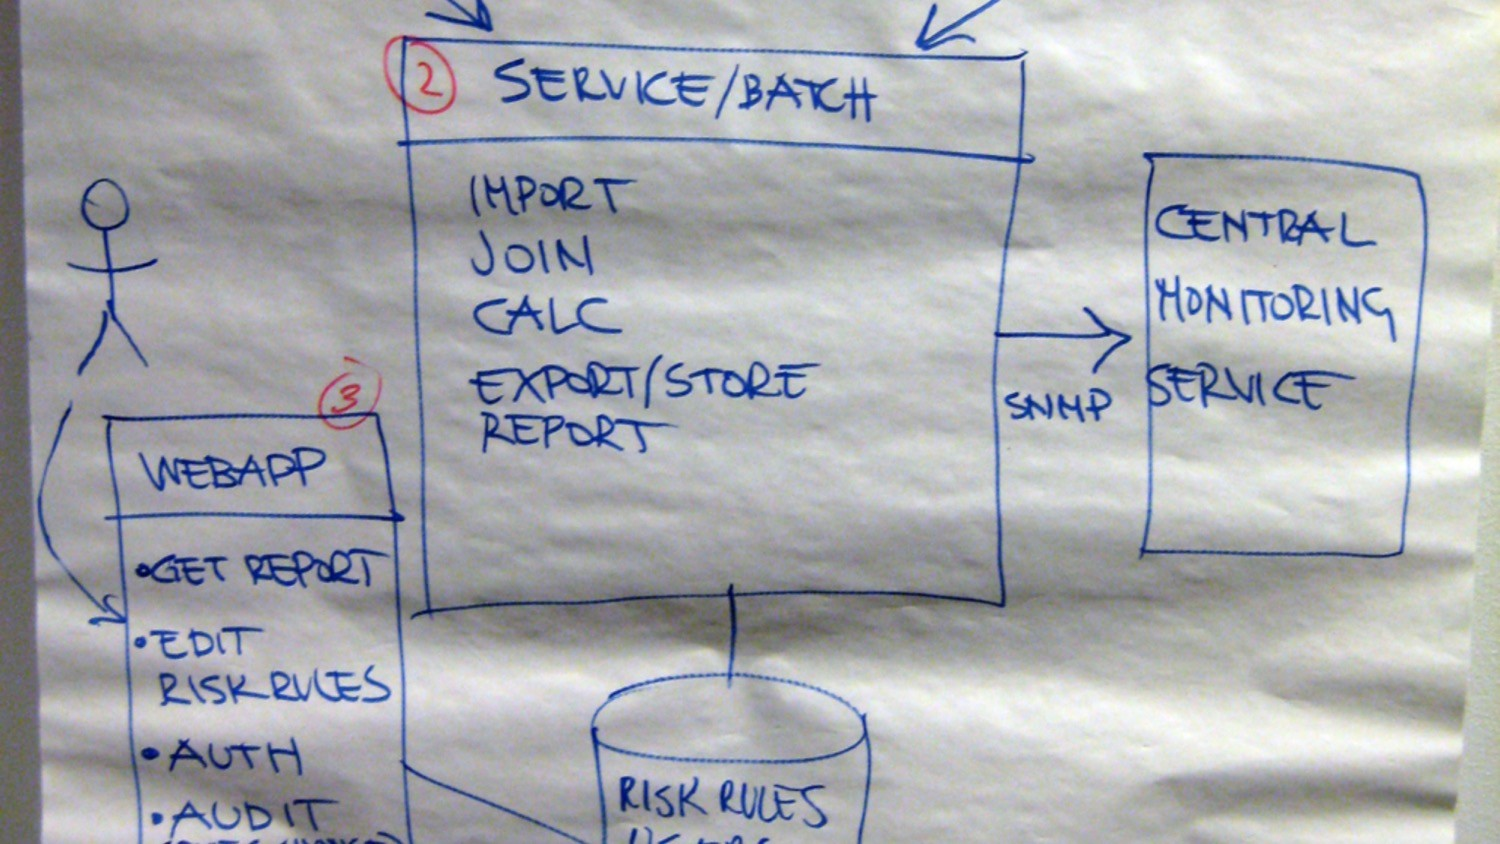 2
SERVICE/BATCH
IMPORT
JOIN
CALC
EXPORT/STORE
REPORT
SNMP
CENTRAL
MONITORING
SERVICE
3
WEBAPP
•GET REPORT
•EDIT
RISK RULES
•AUTH
•AUDIT
RISK RULES
USERS